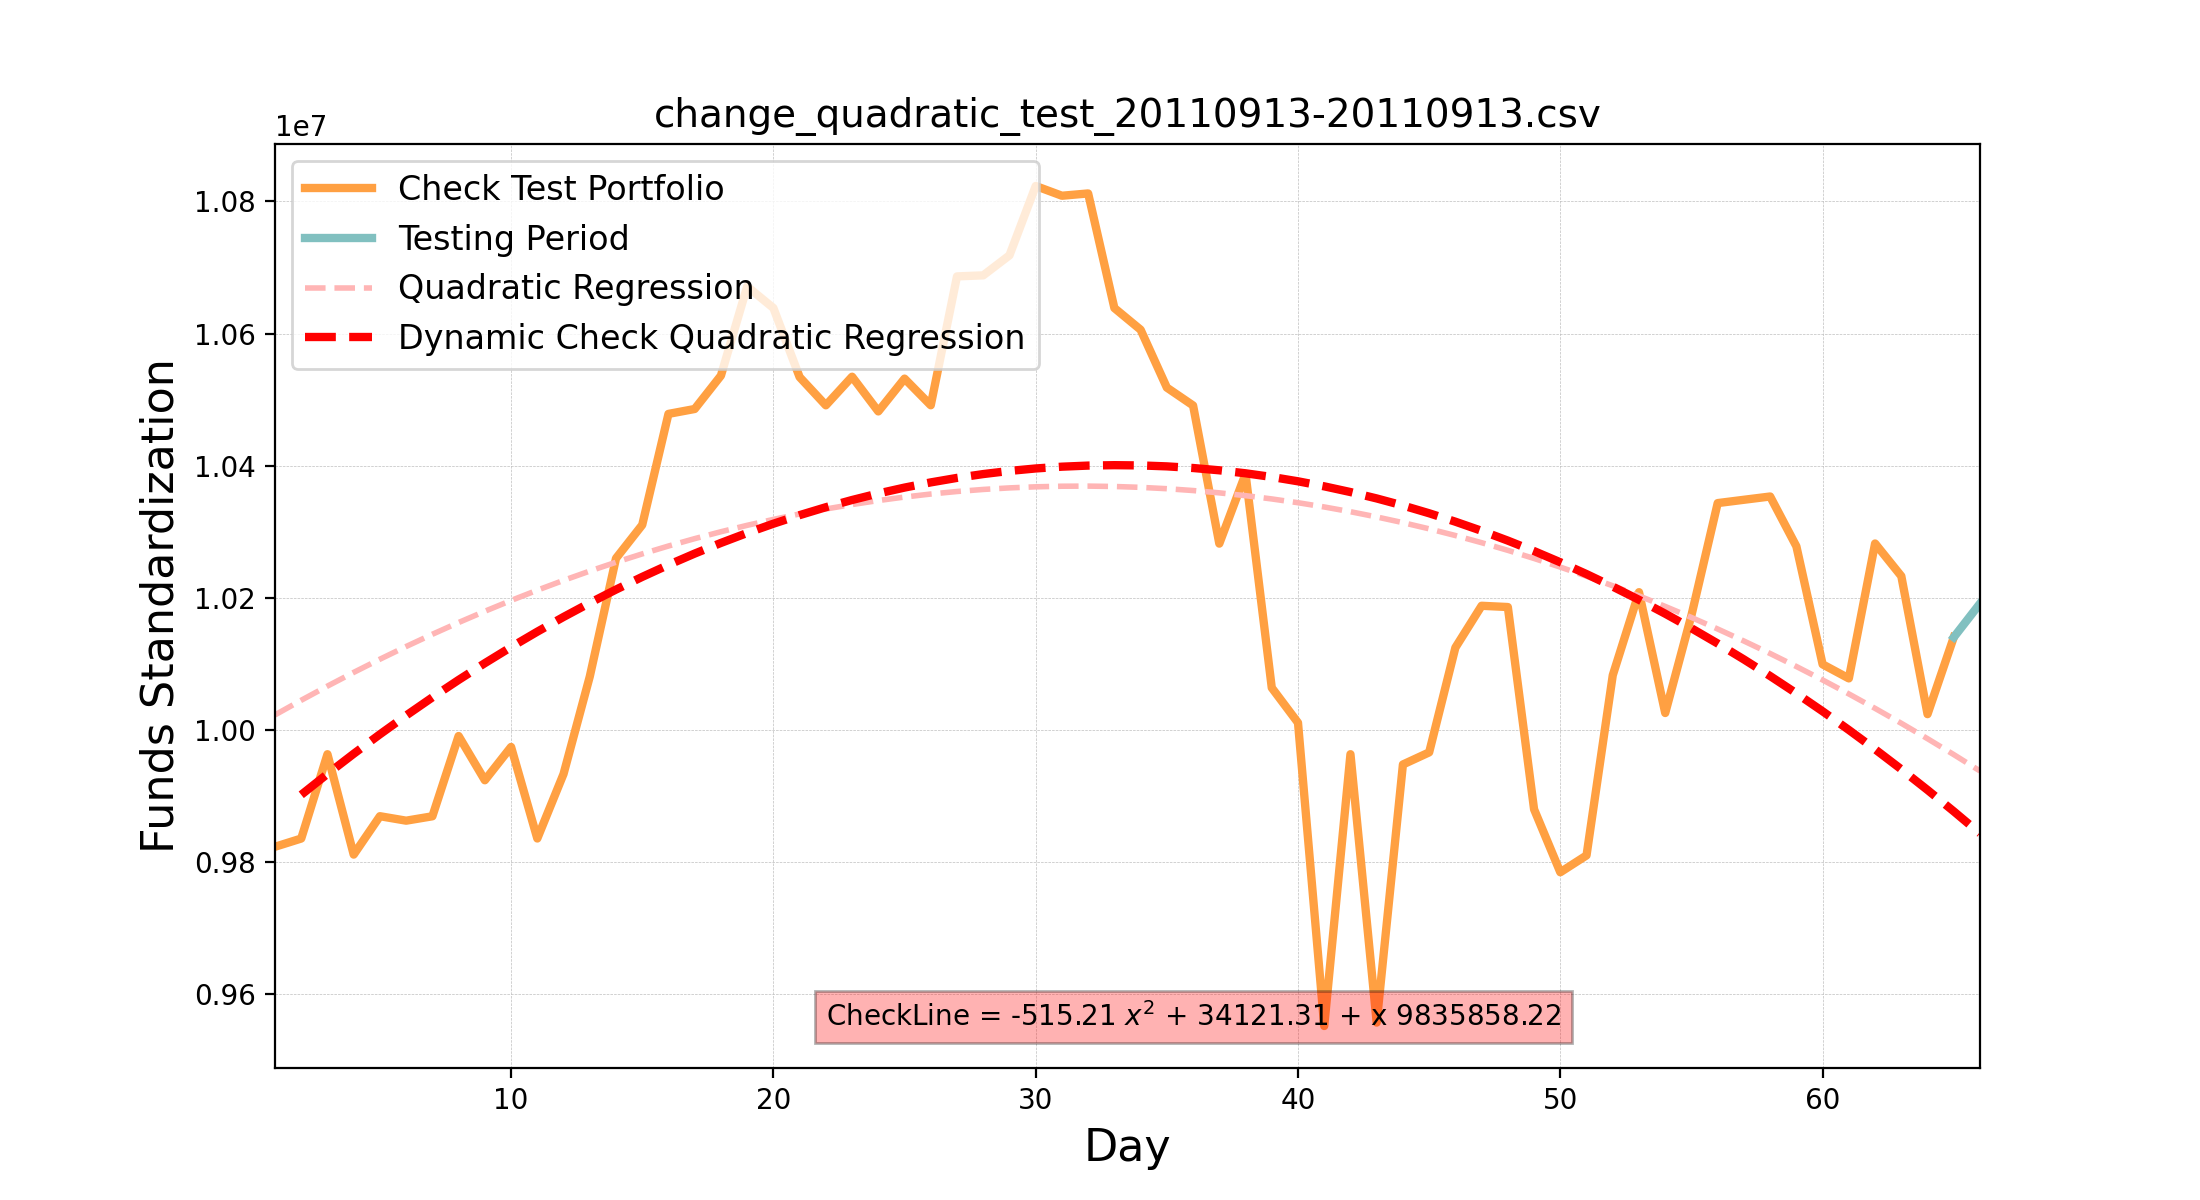 change_quadratic_test_20110913-20110913.csv
1e7
Check Test Portfolio
Testing Period
Quadratic Regression
Dynamic Check Quadratic Regression
1.08
1.06
1.04
1.02
1.00
0.98
0.96
Funds Standardization
CheckLine = -515.21 x² + 34121.31 + x 9835858.22
10 20 30 40 50 60
Day